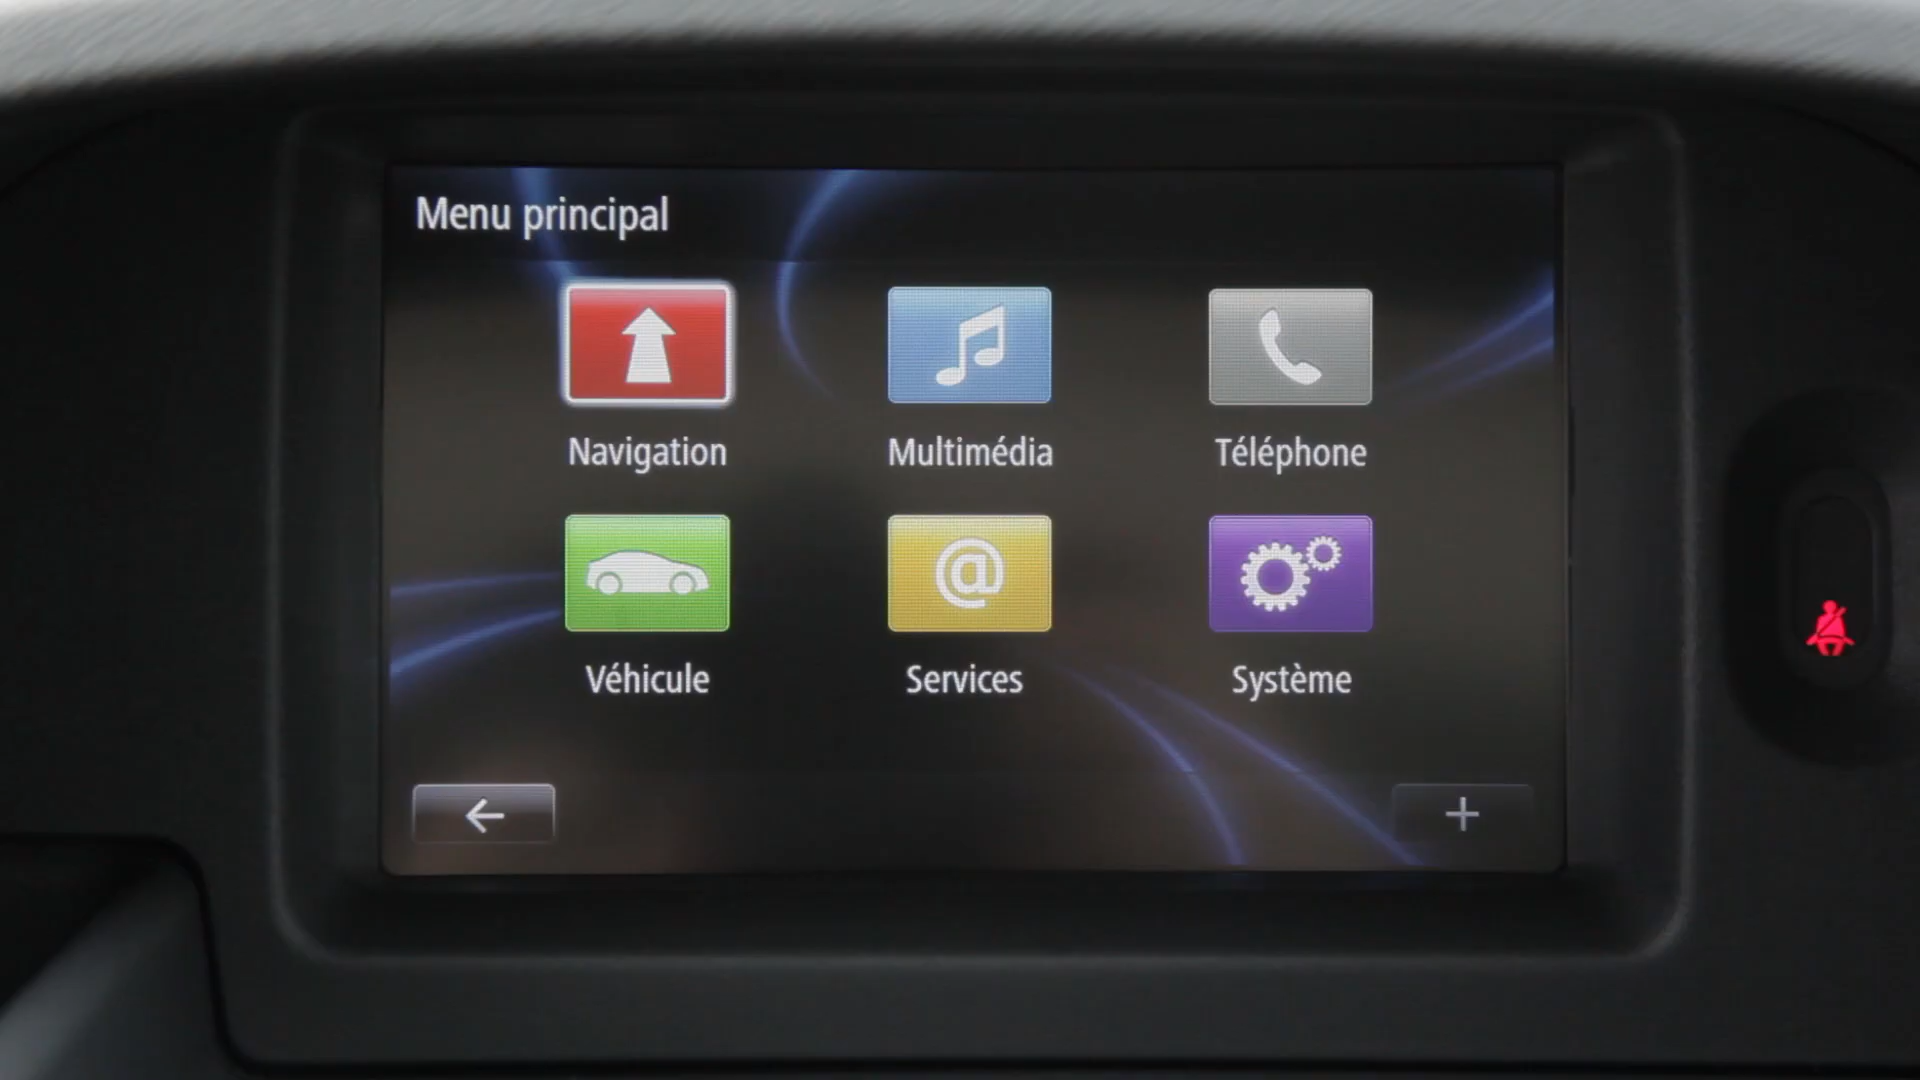 Menu principal
Navigation
Multimédia
Téléphone
Véhicule
@
Services
Système